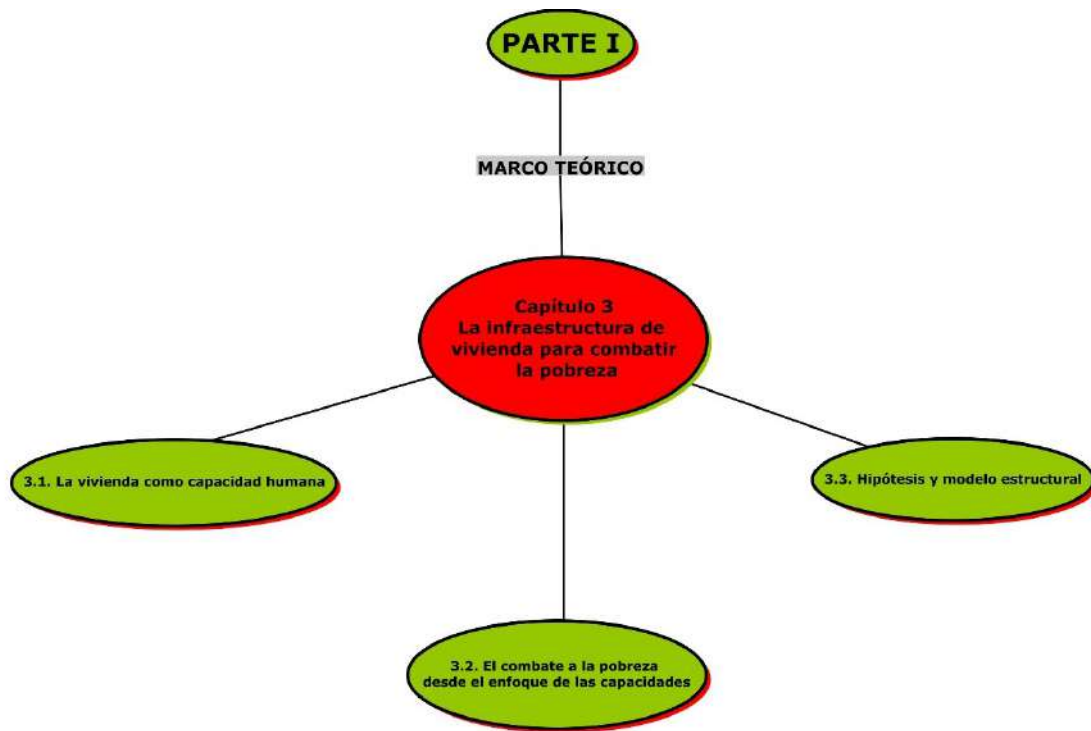 PARTE I
MARCO TEÓRICO
Capítulo 3
La infraestructura de
vivienda para combatir
la pobreza
3.1. La vivienda como capacidad humana
3.3. Hipótesis y modelo estructural
3.2. El combate a la pobreza
desde el enfoque de las capacidades